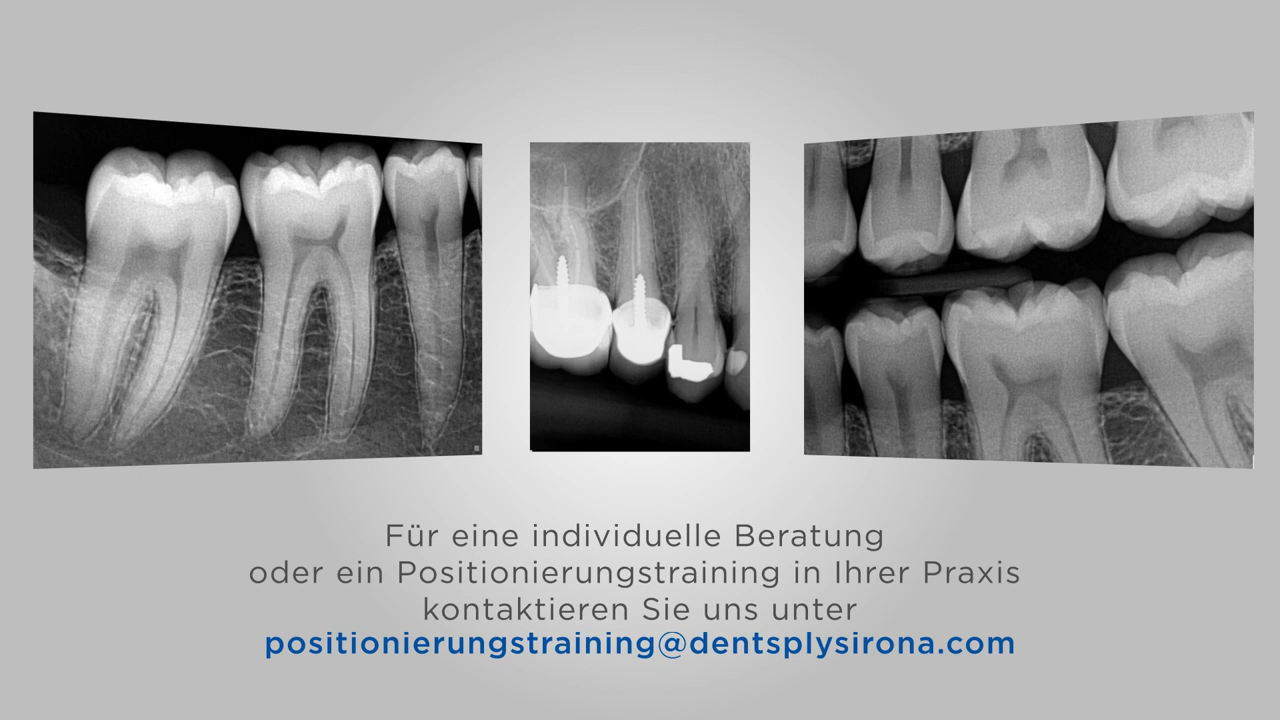 Für eine individuelle Beratung
oder ein Positionierungstraining in Ihrer Praxis
kontaktieren Sie uns unter
positionierungstraining@dentsplysirona.com